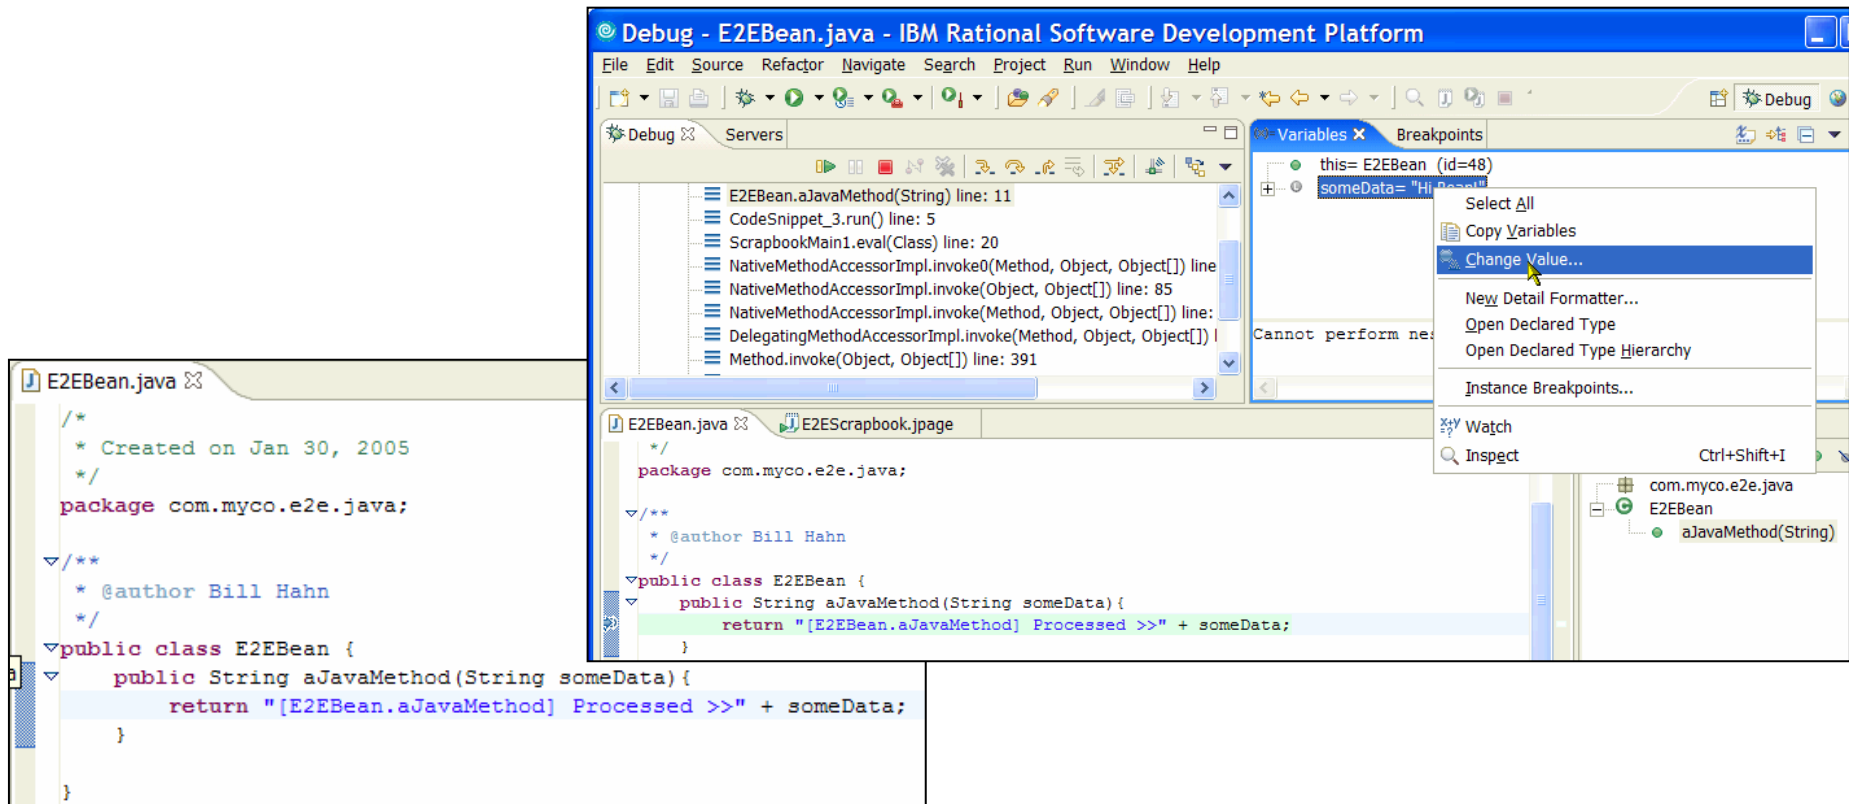 Debug - E2EBean.java - IBM Rational Software Development Platform
File Edit Source Refactor Navigate Search Project Run Window Help
Debug
Debug Servers
E2EBean.aJavaMethod(String) line: 11
CodeSnippet_3.run() line: 5
ScrapbookMain1.eval(Class) line: 20
NativeMethodAccessorImpl.invoke0(Method, Object, Object[]) line
NativeMethodAccessorImpl.invoke(Object, Object[]) line: 85
NativeMethodAccessorImpl.invoke(Method, Object, Object[]) line:
DelegatingMethodAccessorImpl.invoke(Method, Object, Object[])
Method.invoke(Object, Object[]) line: 391
Variables Breakpoints
this= E2EBean (id=48)
someData= "Hi Bean!"
Cannot perform nes
Select All
Copy Variables
Change Value...
New Detail Formatter...
Open Declared Type
Open Declared Type Hierarchy
Instance Breakpoints...
Watch
Inspect Ctrl+Shift+I
E2EBean.java E2EScrapbook.jpage
*/
package com.myco.e2e.java;
/**
* @author Bill Hahn
*/
public class E2EBean {
public String aJavaMethod(String someData){
return "[E2EBean.aJavaMethod] Processed >>" + someData;
}
com.myco.e2e.java
E2EBean
aJavaMethod(String)
E2EBean.java
/*
* Created on Jan 30, 2005
*/
package com.myco.e2e.java;
/**
* @author Bill Hahn
*/
public class E2EBean {
public String aJavaMethod(String someData){
return "[E2EBean.aJavaMethod] Processed >>" + someData;
}
}